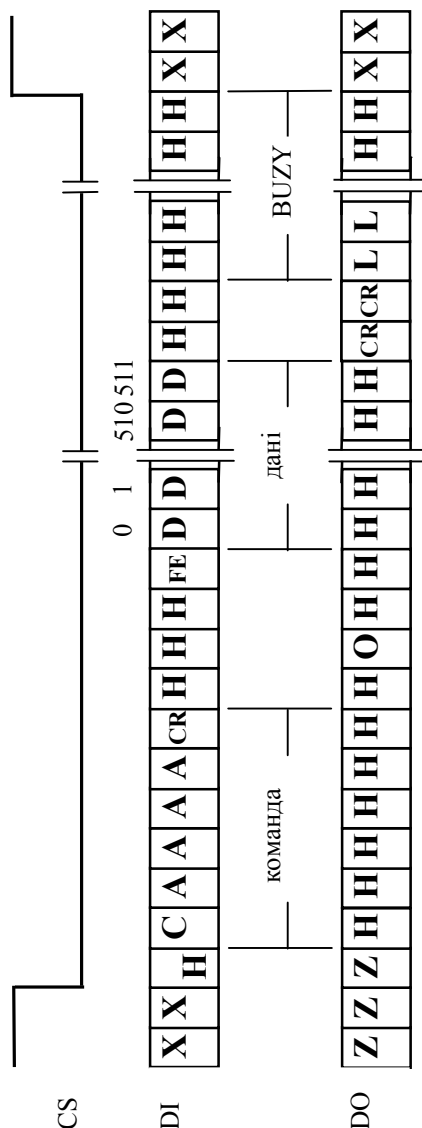 CS
0 1 510 511
DI X X H C A A A A CR H H H FE D D D D H H H H H H X X
команда дані BUZY
DO Z Z Z H H H H H H H O H H H H H H CR CR L L H H X X